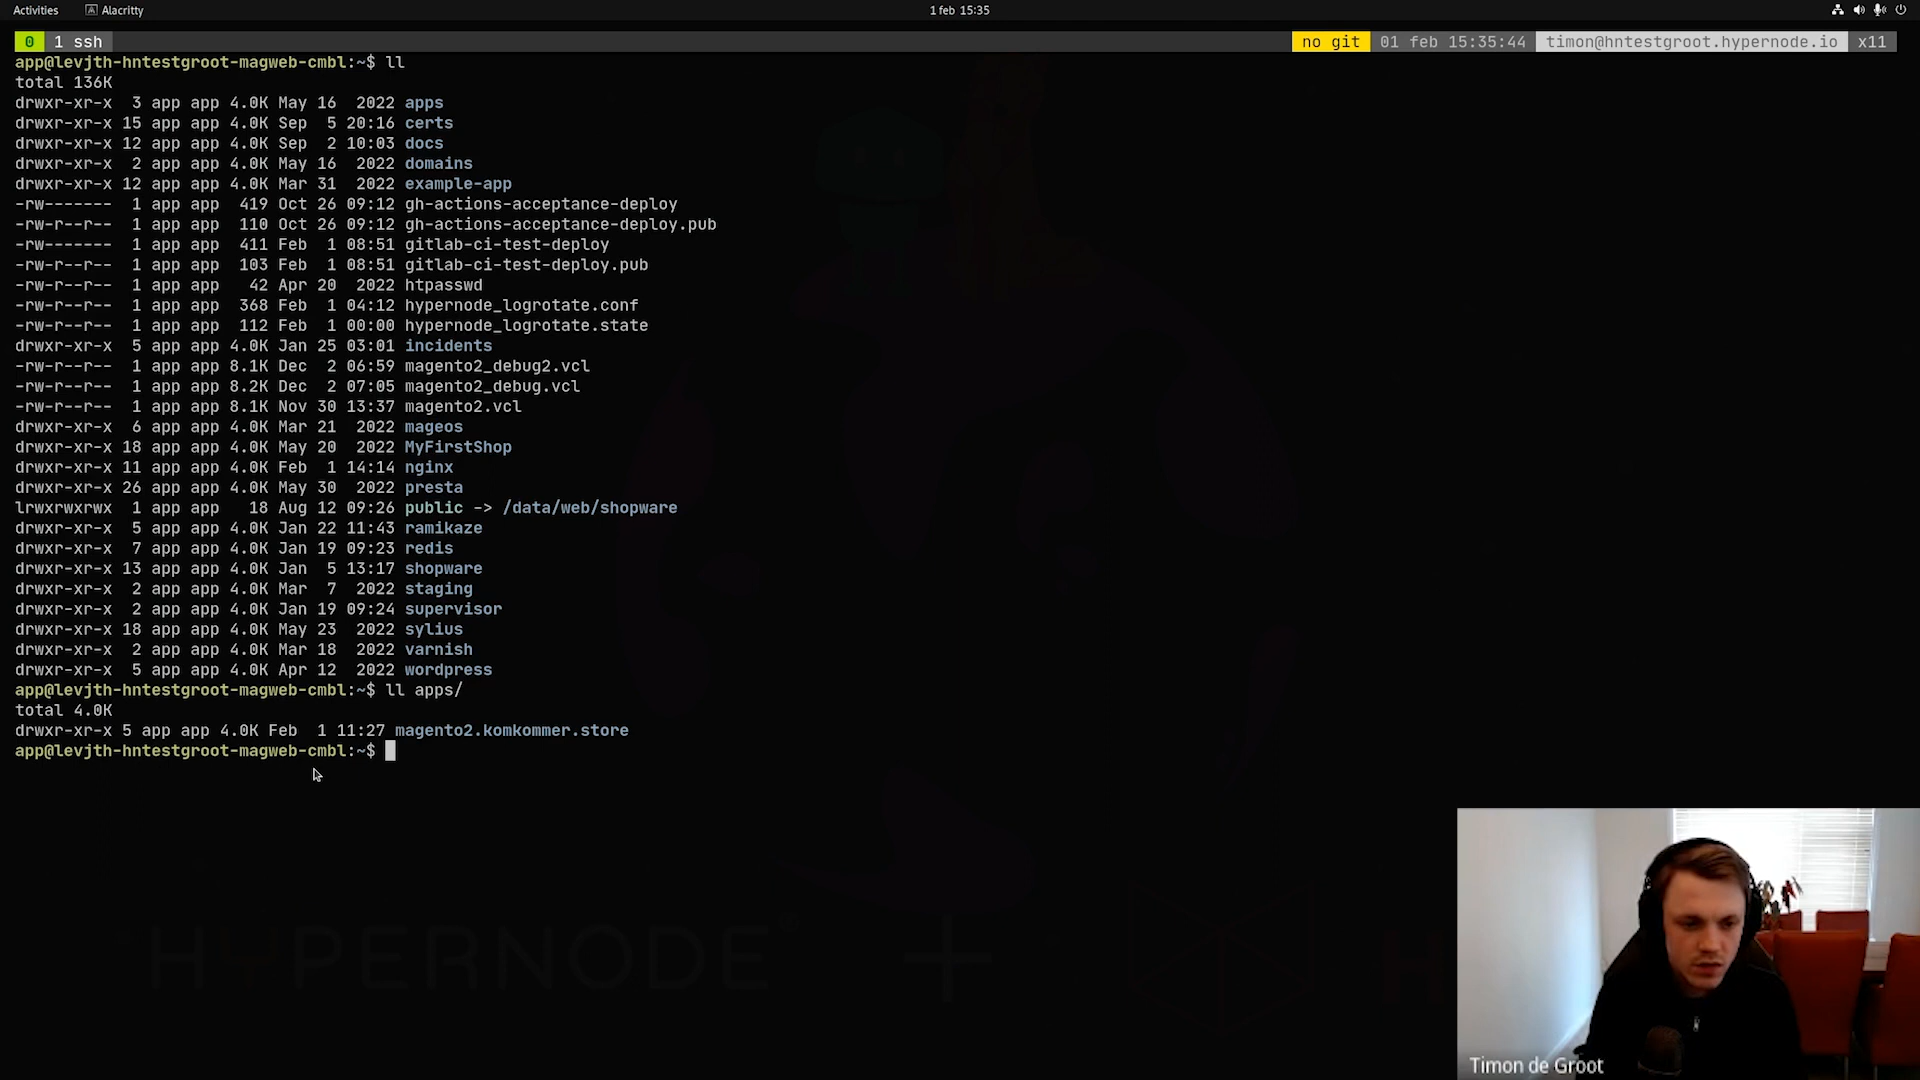 Activities Alacritty 1 feb 15:35
0 1 ssh no git 01 feb 15:35:44 timon@hntestgroot.hypernode.io x11
app@levjth-hntestgroot-magweb-cmbl:~$ ll
total 136K
drwxr-xr-x 3 app app 4.0K May 16 2022 apps
drwxr-xr-x 15 app app 4.0K Sep 5 20:16 certs
drwxr-xr-x 12 app app 4.0K Sep 2 10:03 docs
drwxr-xr-x 2 app app 4.0K May 16 2022 domains
drwxr-xr-x 12 app app 4.0K Mar 31 2022 example-app
-rw------- 1 app app 419 Oct 26 09:12 gh-actions-acceptance-deploy
-rw-r--r-- 1 app app 110 Oct 26 09:12 gh-actions-acceptance-deploy.pub
-rw------- 1 app app 411 Feb 1 08:51 gitlab-ci-test-deploy
-rw-r--r-- 1 app app 103 Feb 1 08:51 gitlab-ci-test-deploy.pub
-rw-r--r-- 1 app app 42 Apr 20 2022 htpasswd
-rw-r--r-- 1 app app 368 Feb 1 04:12 hypernode_logrotate.conf
-rw-r--r-- 1 app app 112 Feb 1 00:00 hypernode_logrotate.state
drwxr-xr-x 5 app app 4.0K Jan 25 03:01 incidents
-rw-r--r-- 1 app app 8.1K Dec 2 06:59 magento2_debug2.vcl
-rw-r--r-- 1 app app 8.2K Dec 2 07:05 magento2_debug.vcl
-rw-r--r-- 1 app app 8.1K Nov 30 13:37 magento2.vcl
drwxr-xr-x 6 app app 4.0K Mar 21 2022 mageos
drwxr-xr-x 18 app app 4.0K May 20 2022 MyFirstShop
drwxr-xr-x 11 app app 4.0K Feb 1 14:14 nginx
drwxr-xr-x 26 app app 4.0K May 30 2022 presta
lrwxrwxrwx 1 app app 18 Aug 12 09:26 public -> /data/web/shopware
drwxr-xr-x 5 app app 4.0K Jan 22 11:43 ramikaze
drwxr-xr-x 7 app app 4.0K Jan 19 09:23 redis
drwxr-xr-x 13 app app 4.0K Jan 5 13:17 shopware
drwxr-xr-x 2 app app 4.0K Mar 7 2022 staging
drwxr-xr-x 2 app app 4.0K Jan 19 09:24 supervisor
drwxr-xr-x 18 app app 4.0K May 23 2022 sylius
drwxr-xr-x 2 app app 4.0K Mar 18 2022 varnish
drwxr-xr-x 5 app app 4.0K Apr 12 2022 wordpress
app@levjth-hntestgroot-magweb-cmbl:~$ ll apps/
total 4.0K
drwxr-xr-x 5 app app 4.0K Feb 1 11:27 magento2.komkommer.store
app@levjth-hntestgroot-magweb-cmbl:~$
HYPERNODE + H
Timon de Groot